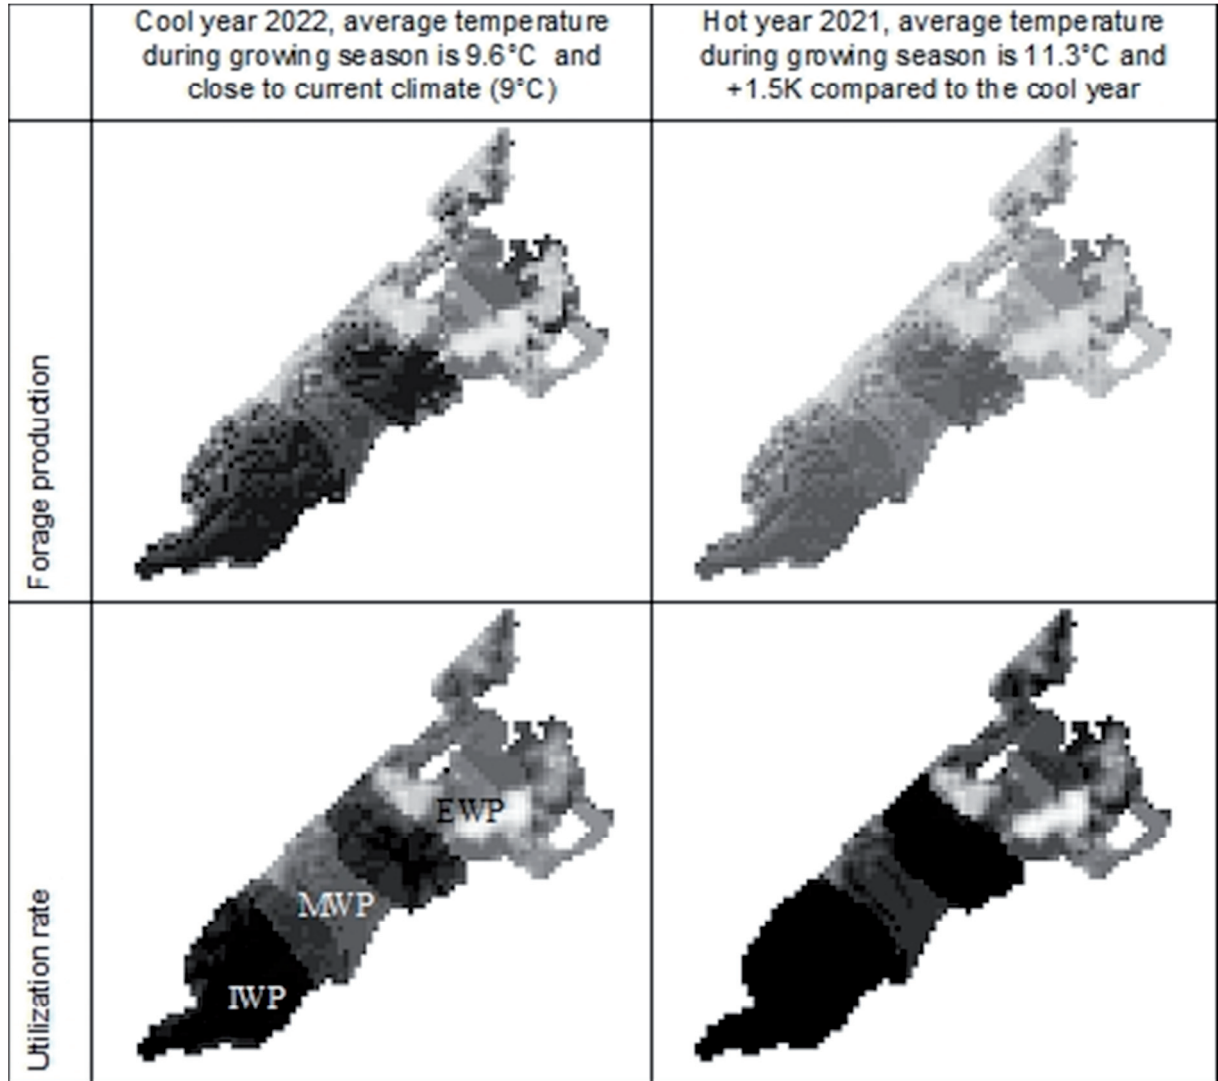 Cool year 2022, average temperature
during growing season is 9.6°C and
close to current climate (9°C)
Hot year 2021, average temperature
during growing season is 11.3°C and
+1.5K compared to the cool year
Forage production
Utilization rate
EWP
MWP
IWP